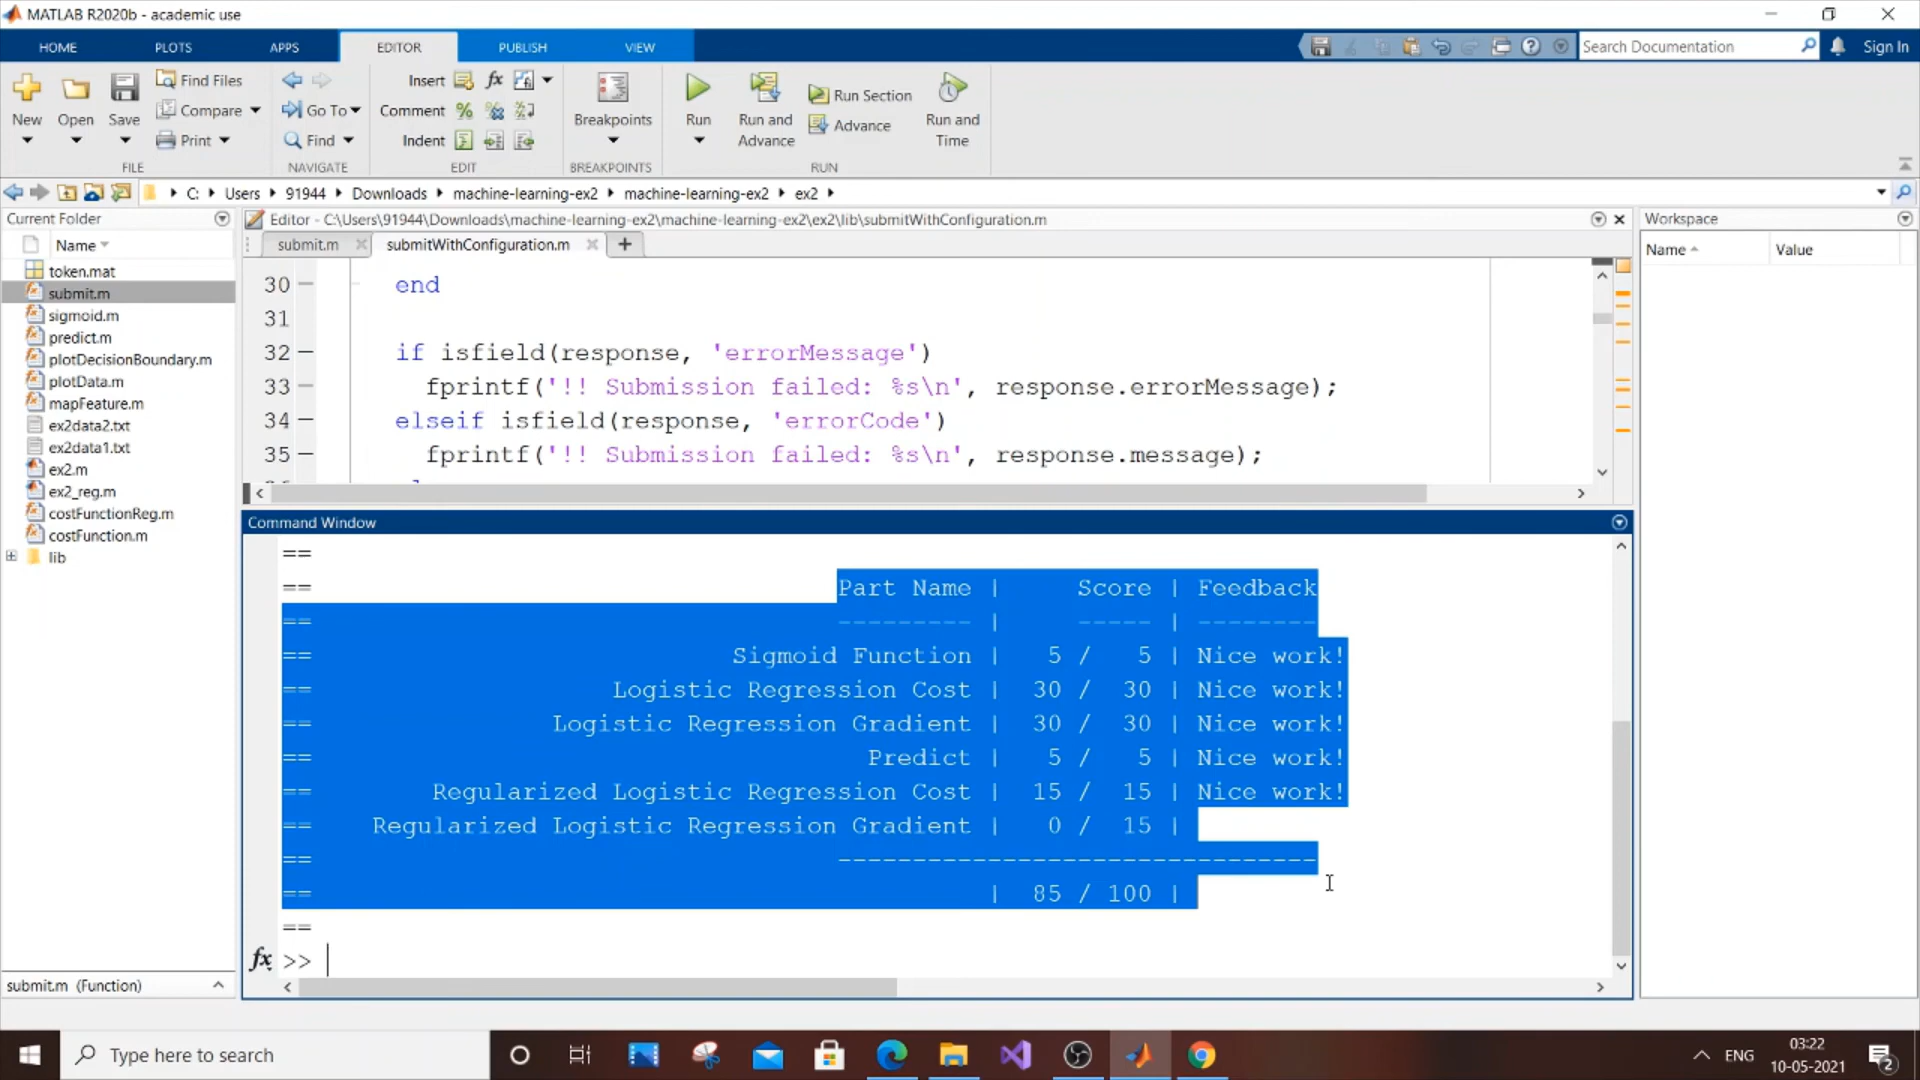 MATLAB R2020b - academic use
HOME PLOTS APPS EDITOR PUBLISH VIEW Search Documentation Sign In
New Open Save Find Files Compare Print Go To Find Insert fx Comment Indent Breakpoints Run Run and Advance Run Section Advance Run and Time
FILE NAVIGATE EDIT BREAKPOINTS RUN
C: Users 91944 Downloads machine-learning-ex2 machine-learning-ex2 ex2
Current Folder
Name
token.mat
submit.m
sigmoid.m
predict.m
plotDecisionBoundary.m
plotData.m
mapFeature.m
ex2data2.txt
ex2data1.txt
ex2.m
ex2_reg.m
costFunctionReg.m
costFunction.m
lib
submit.m (Function)
Editor - C:\Users\91944\Downloads\machine-learning-ex2\machine-learning-ex2\ex2\lib\submitWithConfiguration.m
submit.m submitWithConfiguration.m
30 end
31
32 if isfield(response, 'errorMessage')
33 fprintf('!! Submission failed: %s\n', response.errorMessage);
34 elseif isfield(response, 'errorCode')
35 fprintf('!! Submission failed: %s\n', response.message);
Command Window
==
== Part Name | Score | Feedback
== --------- | ----- | --------
== Sigmoid Function | 5 / 5 | Nice work!
== Logistic Regression Cost | 30 / 30 | Nice work!
== Logistic Regression Gradient | 30 / 30 | Nice work!
== Predict | 5 / 5 | Nice work!
== Regularized Logistic Regression Cost | 15 / 15 | Nice work!
== Regularized Logistic Regression Gradient | 0 / 15 |
== --------------------------------
== | 85 / 100 |
==
fx >>
Workspace
Name Value
Type here to search
ENG
03:22
10-05-2021
2